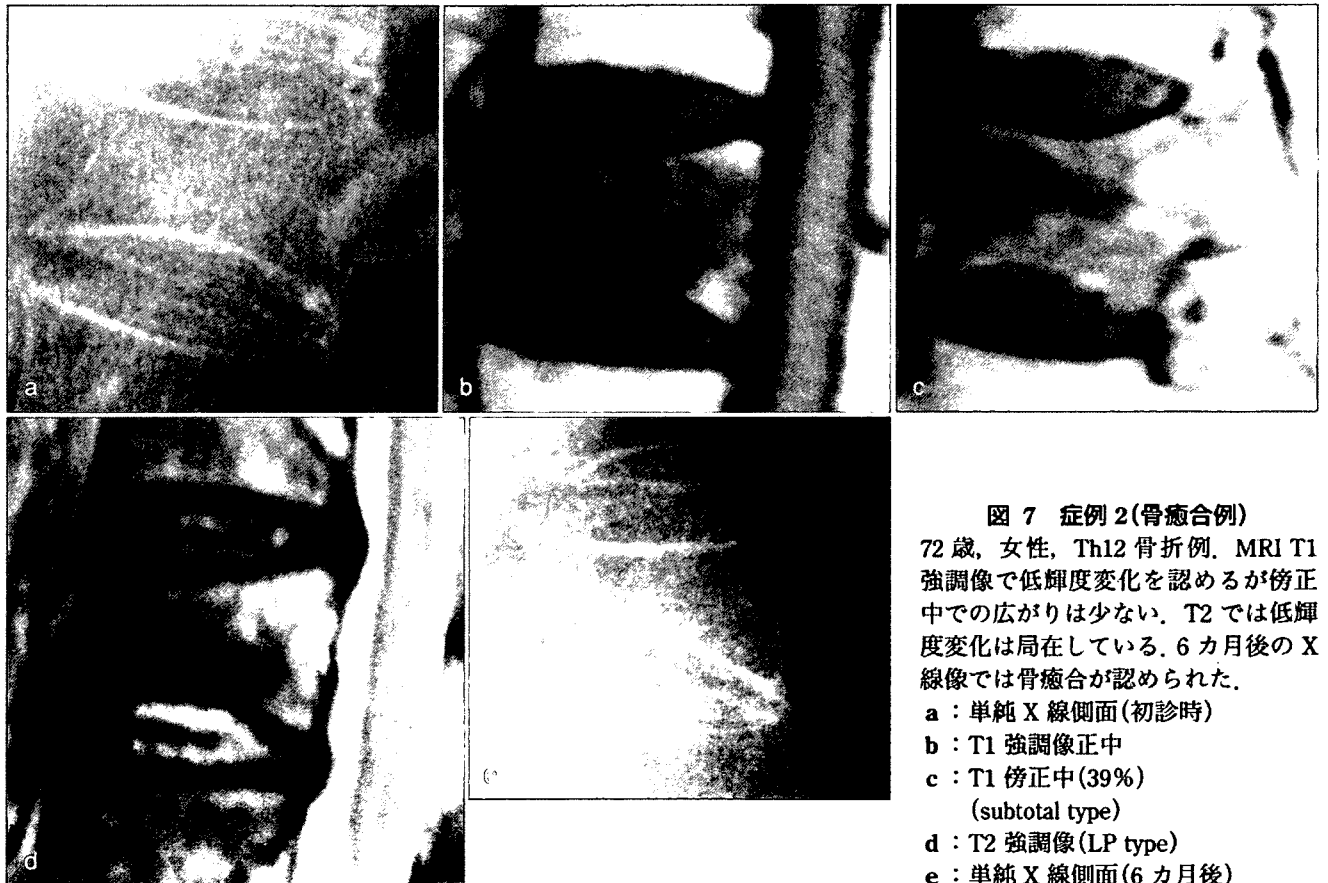 a
b
c
d
e
図 7 症例 2(骨癒合例)
72 歳，女性，Th12 骨折例．MRI T1
強調像で低輝度変化を認めるが傍正
中での広がりは少ない．T2 では低輝
度変化は局在している．6 カ月後の X
線像では骨癒合が認められた．
a：単純 X 線側面(初診時)
b：T1 強調像正中
c：T1 傍正中(39%)
(subtotal type)
d：T2 強調像(LP type)
e：単純 X 線側面(6 カ月後)